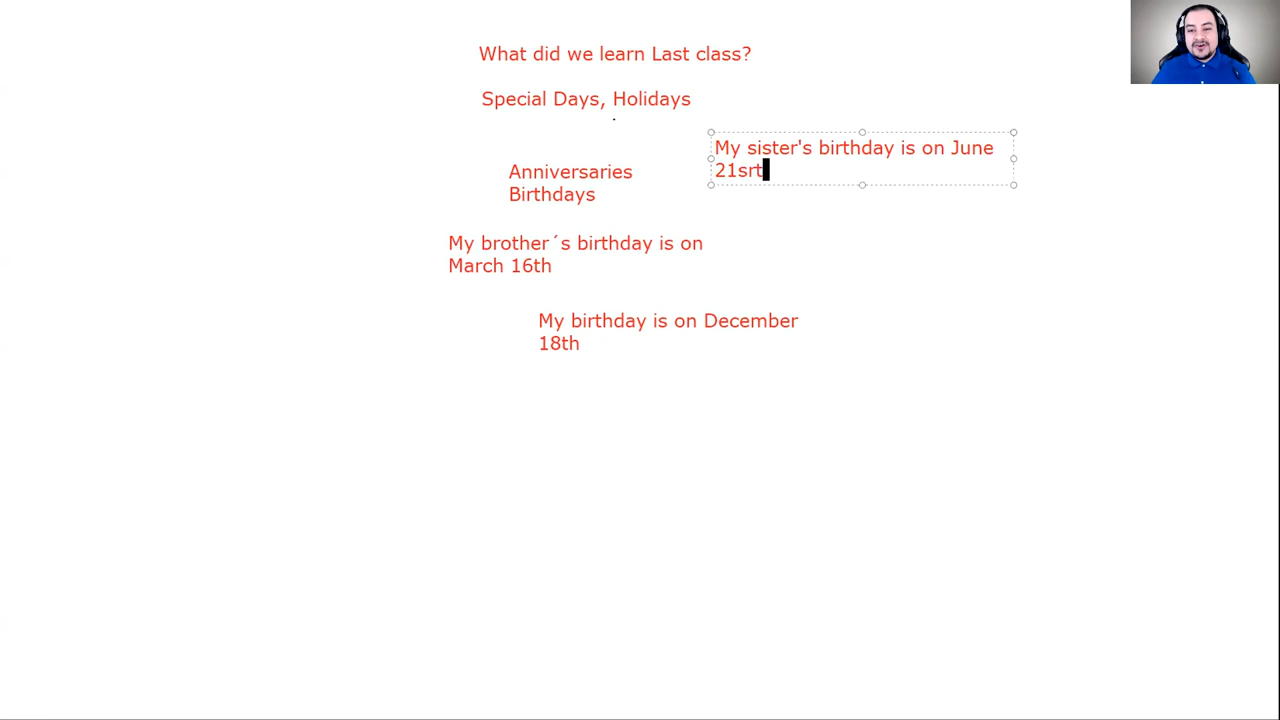 What did we learn Last class?
Special Days, Holidays
My sister's birthday is on June
21srt
Anniversaries
Birthdays
My brother´s birthday is on
March 16th
My birthday is on December
18th